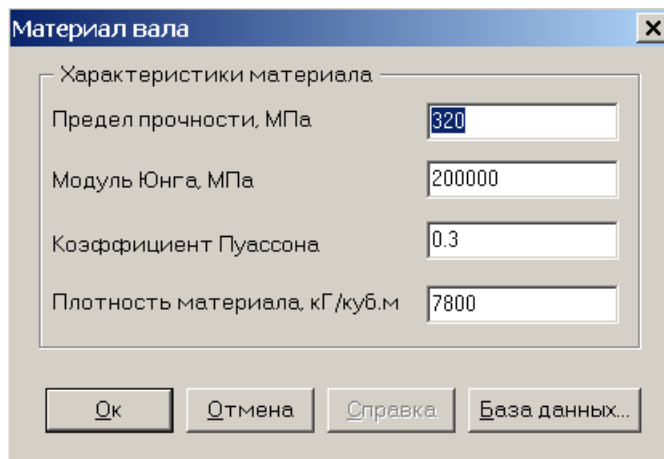 Материал вала
Характеристики материала
Предел прочности, МПа 320
Модуль Юнга, МПа 200000
Коэффициент Пуассона 0.3
Плотность материала, кГ/куб.м 7800
Ок Отмена Справка База данных...